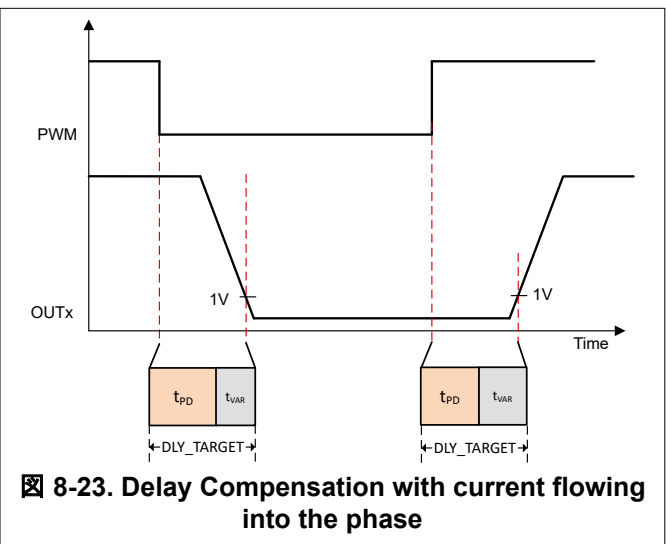 PWM
1V
1V
OUTx
Time
tPD
tVAR
tPD
tVAR
DLY_TARGET
DLY_TARGET
図 8-23. Delay Compensation with current flowing
into the phase